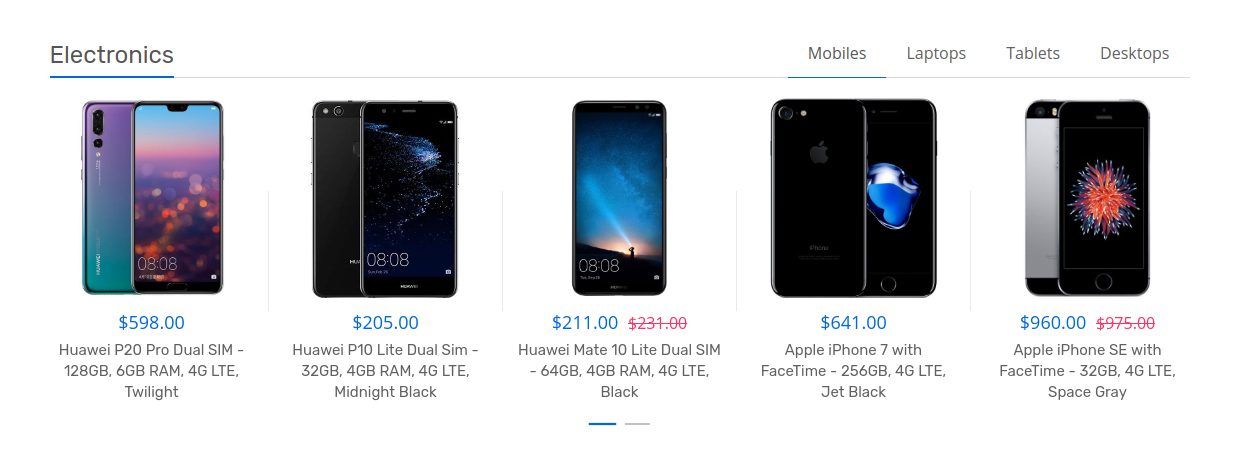 Electronics
Mobiles Laptops Tablets Desktops
08:08
08:08
HUAWEI
08:08
iPhone
$598.00
Huawei P20 Pro Dual SIM -
128GB, 6GB RAM, 4G LTE,
Twilight
$205.00
Huawei P10 Lite Dual Sim -
32GB, 4GB RAM, 4G LTE,
Midnight Black
$211.00 $231.00
Huawei Mate 10 Lite Dual SIM
- 64GB, 4GB RAM, 4G LTE,
Black
$641.00
Apple iPhone 7 with
FaceTime - 256GB, 4G LTE,
Jet Black
$960.00 $975.00
Apple iPhone SE with
FaceTime - 32GB, 4G LTE,
Space Gray